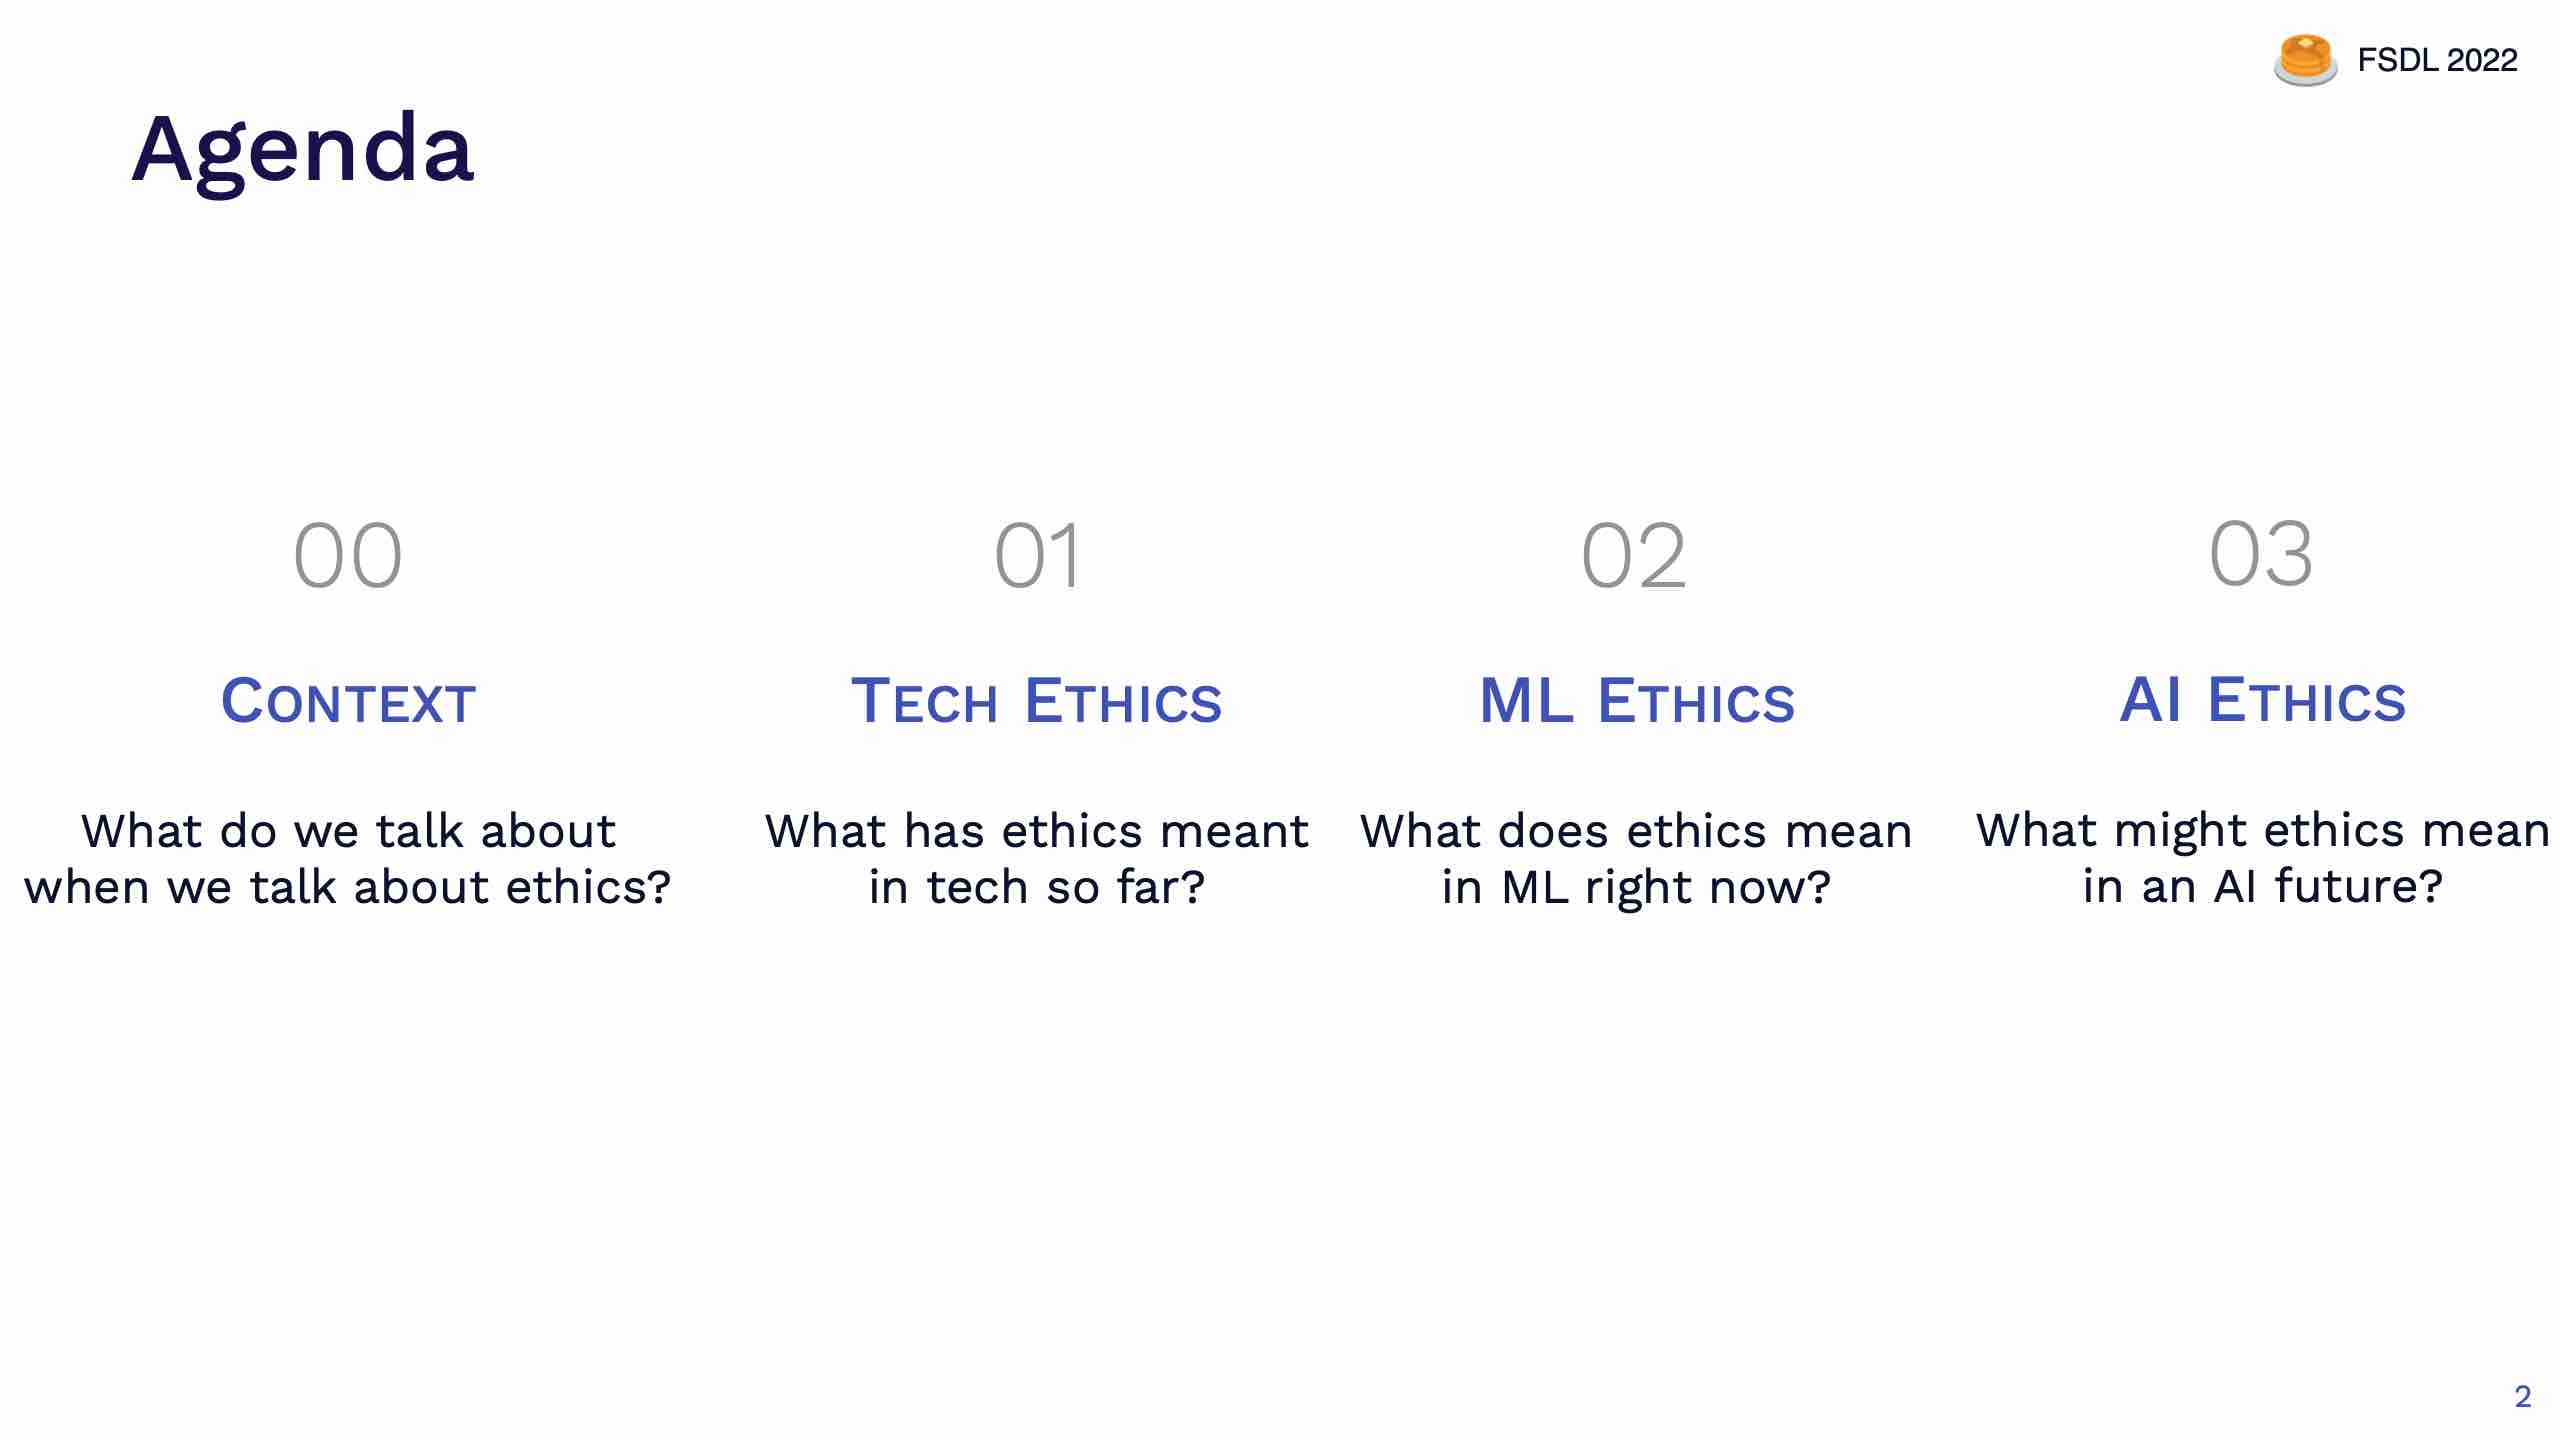 FSDL 2022
Agenda
00
Context
What do we talk about
when we talk about ethics?
01
Tech Ethics
What has ethics meant
in tech so far?
02
ML Ethics
What does ethics mean
in ML right now?
03
AI Ethics
What might ethics mean
in an AI future?
2